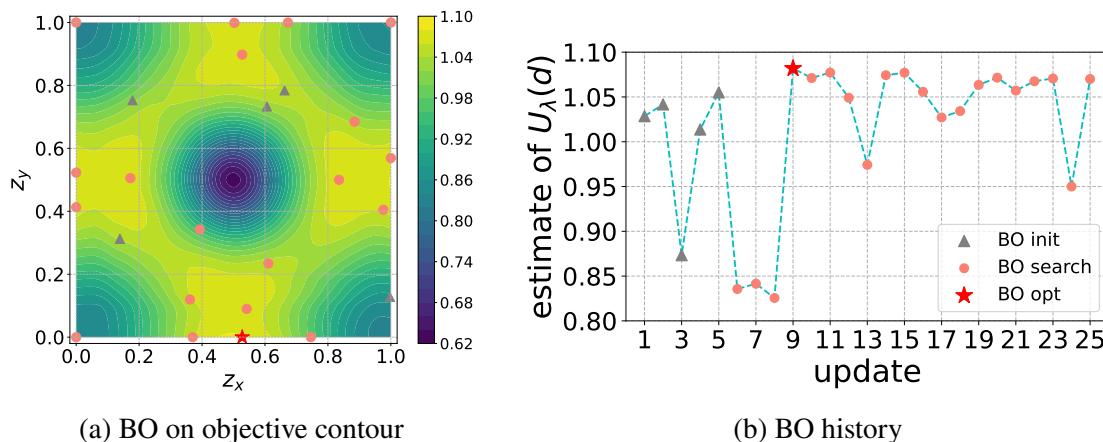 1.0
0.8
0.6
0.4
0.2
0.0
z_y
0.0 0.2 0.4 0.6 0.8 1.0
z_x
1.10
1.04
0.98
0.92
0.86
0.80
0.74
0.68
0.62
(a) BO on objective contour
estimate of U_λ(d)
1.10
1.05
1.00
0.95
0.90
0.85
0.80
BO init
BO search
BO opt
1 3 5 7 9 11 13 15 17 19 21 23 25
update
(b) BO history